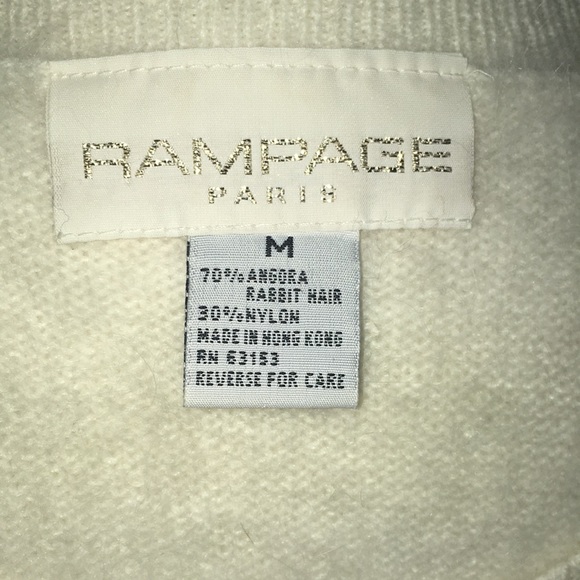 RAMPAGE
PARIS
M
70% ANGORA
RABBIT HAIR
30% NYLON
MADE IN HONG KONG
RN 63153
REVERSE FOR CARE